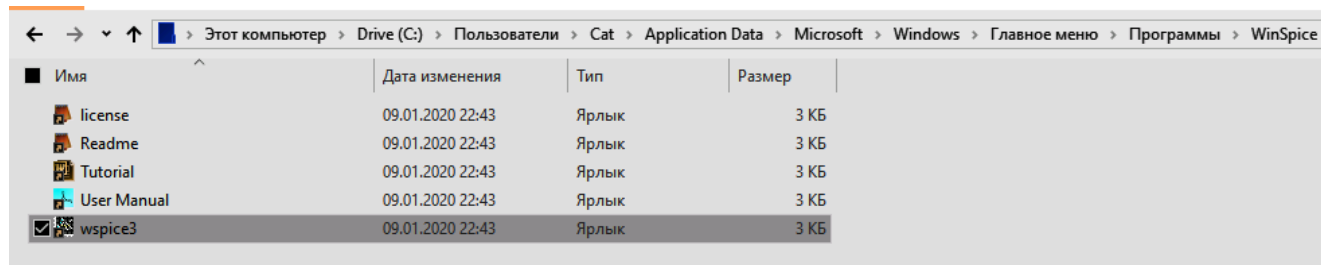 Этот компьютер › Drive (C:) › Пользователи › Cat › Application Data › Microsoft › Windows › Главное меню › Программы › WinSpice
Имя Дата изменения Тип Размер
license 09.01.2020 22:43 Ярлык 3 КБ
Readme 09.01.2020 22:43 Ярлык 3 КБ
Tutorial 09.01.2020 22:43 Ярлык 3 КБ
User Manual 09.01.2020 22:43 Ярлык 3 КБ
wspice3 09.01.2020 22:43 Ярлык 3 КБ